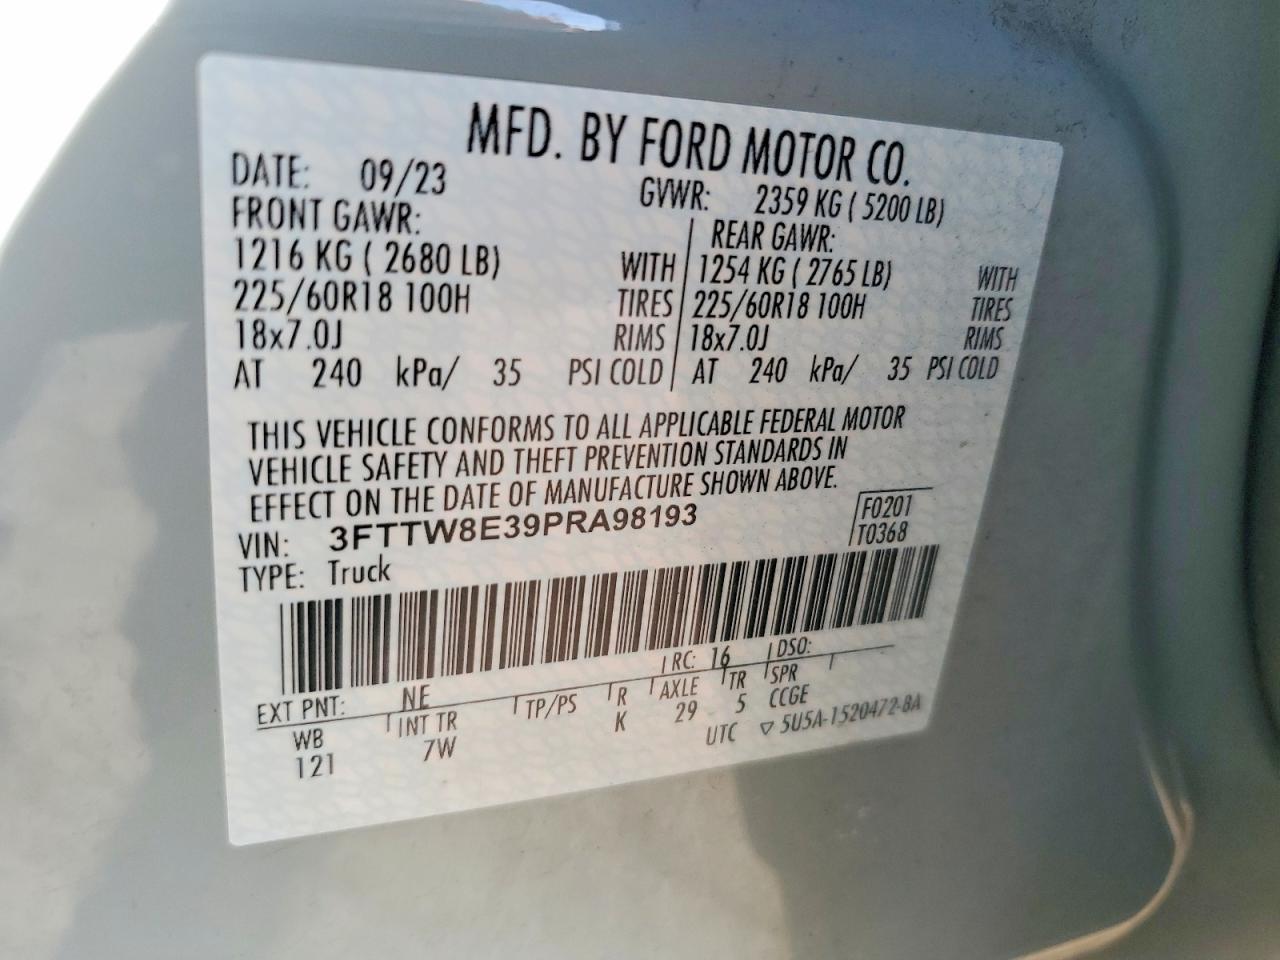 MFD. BY FORD MOTOR CO.
DATE: 09/23 GVWR: 2359 KG ( 5200 LB)
FRONT GAWR: REAR GAWR:
1216 KG ( 2680 LB) WITH 1254 KG ( 2765 LB) WITH
225/60R18 100H TIRES 225/60R18 100H TIRES
18x7.0J RIMS 18x7.0J RIMS
AT 240 kPa/ 35 PSI COLD AT 240 kPa/ 35 PSI COLD
THIS VEHICLE CONFORMS TO ALL APPLICABLE FEDERAL MOTOR
VEHICLE SAFETY AND THEFT PREVENTION STANDARDS IN
EFFECT ON THE DATE OF MANUFACTURE SHOWN ABOVE.
VIN: 3FTTW8E39PRA98193 F0201
TYPE: Truck T0368
EXT PNT: NE RC: 16 DSO:
WB INT TR TP/PS R AXLE TR SPR
121 7W K 29 5 CCGE
UTC ▽ 5U5A-1520472-BA